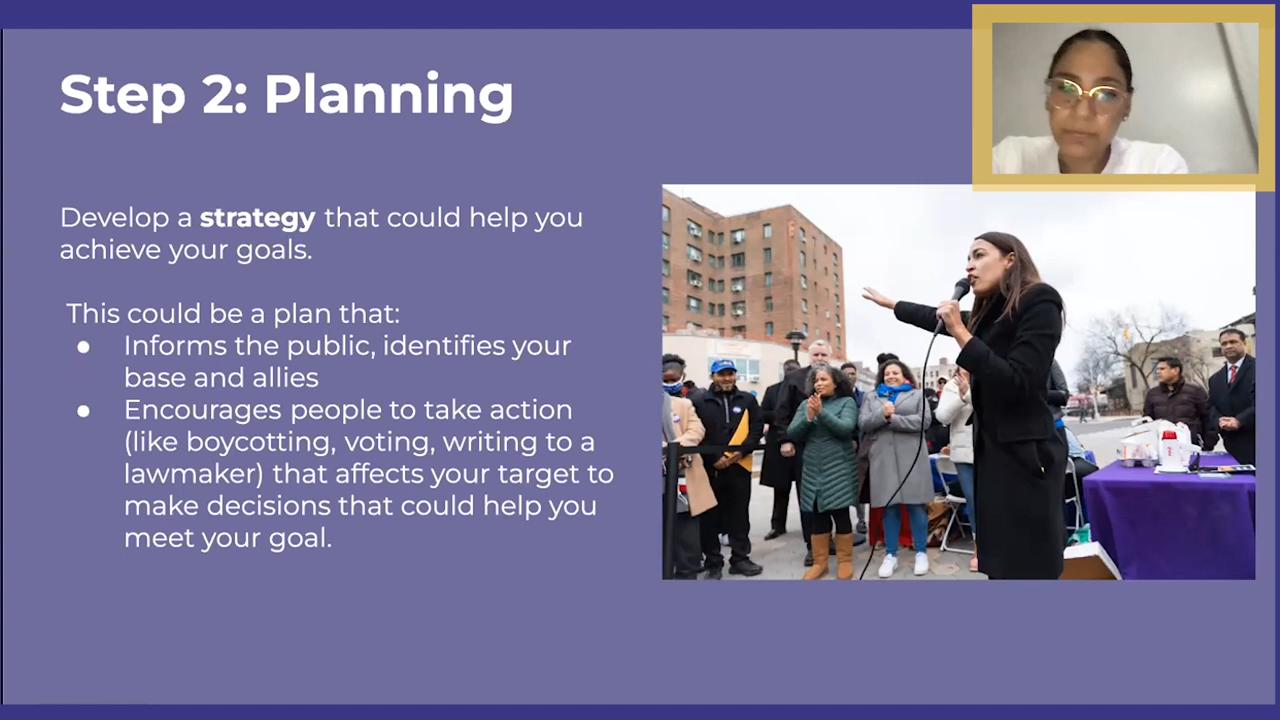 Step 2: Planning
Develop a strategy that could help you
achieve your goals.
This could be a plan that:
● Informs the public, identifies your
base and allies
● Encourages people to take action
(like boycotting, voting, writing to a
lawmaker) that affects your target to
make decisions that could help you
meet your goal.